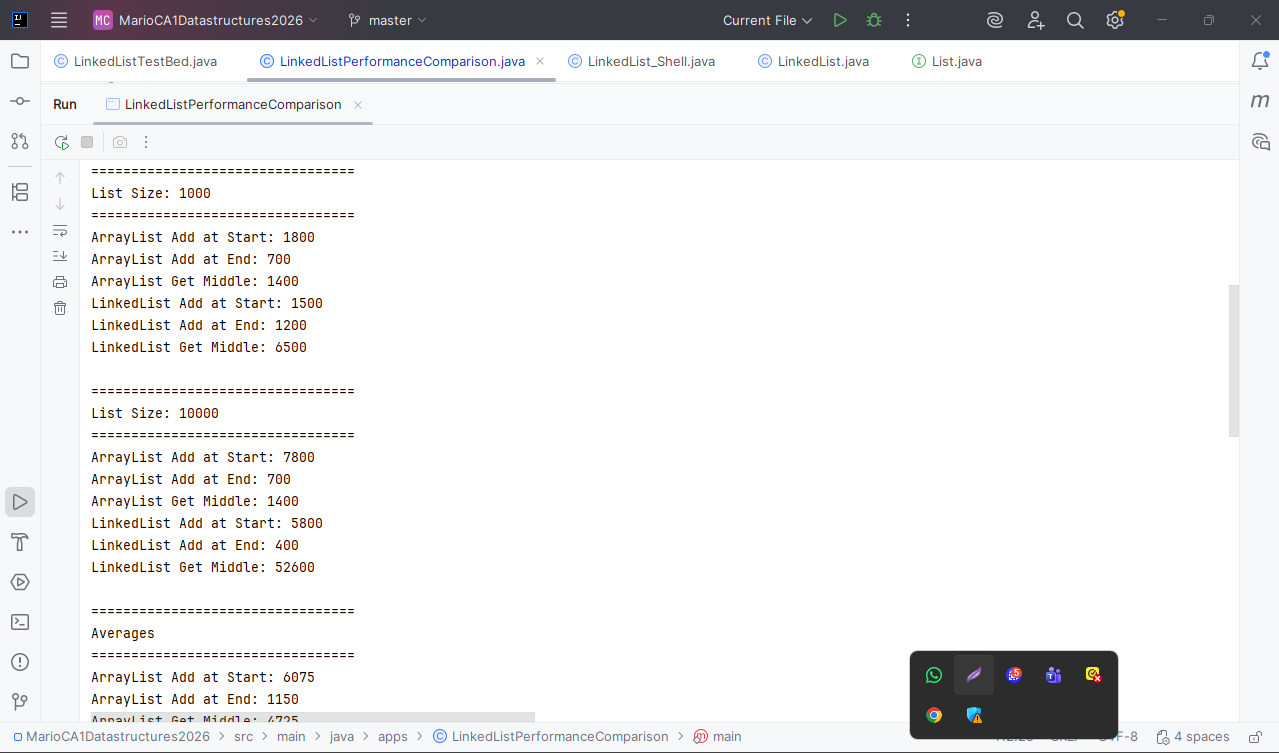 MC MarioCA1Datastructures2026 master Current File
LinkedListTestBed.java LinkedListPerformanceComparison.java LinkedList_Shell.java LinkedList.java List.java
Run LinkedListPerformanceComparison
=================================
List Size: 1000
=================================
ArrayList Add at Start: 1800
ArrayList Add at End: 700
ArrayList Get Middle: 1400
LinkedList Add at Start: 1500
LinkedList Add at End: 1200
LinkedList Get Middle: 6500
=================================
List Size: 10000
=================================
ArrayList Add at Start: 7800
ArrayList Add at End: 700
ArrayList Get Middle: 1400
LinkedList Add at Start: 5800
LinkedList Add at End: 400
LinkedList Get Middle: 52600
=================================
Averages
=================================
ArrayList Add at Start: 6075
ArrayList Add at End: 1150
ArrayList Get Middle: 4725
MarioCA1Datastructures2026 > src > main > java > apps > LinkedListPerformanceComparison > main 4 spaces